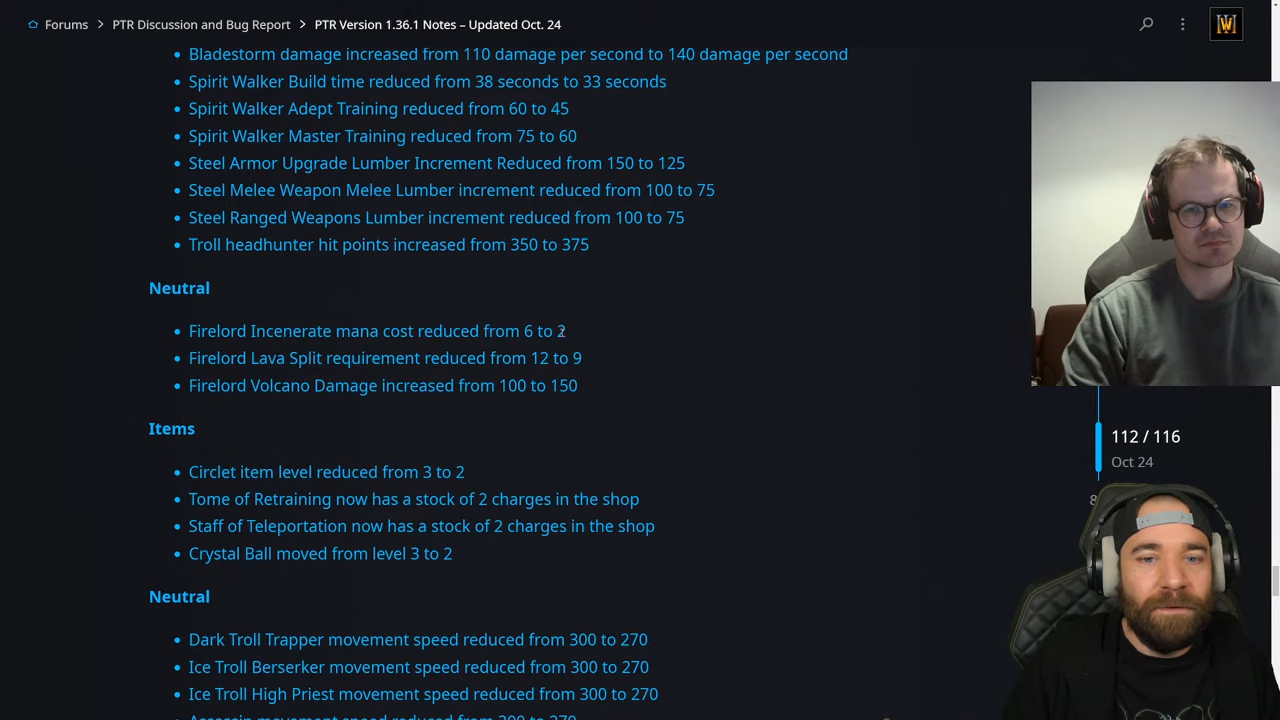 Forums > PTR Discussion and Bug Report > PTR Version 1.36.1 Notes – Updated Oct. 24
• Bladestorm damage increased from 110 damage per second to 140 damage per second
• Spirit Walker Build time reduced from 38 seconds to 33 seconds
• Spirit Walker Adept Training reduced from 60 to 45
• Spirit Walker Master Training reduced from 75 to 60
• Steel Armor Upgrade Lumber Increment Reduced from 150 to 125
• Steel Melee Weapon Melee Lumber increment reduced from 100 to 75
• Steel Ranged Weapons Lumber increment reduced from 100 to 75
• Troll headhunter hit points increased from 350 to 375
Neutral
• Firelord Incenerate mana cost reduced from 6 to 2
• Firelord Lava Split requirement reduced from 12 to 9
• Firelord Volcano Damage increased from 100 to 150
Items
• Circlet item level reduced from 3 to 2
• Tome of Retraining now has a stock of 2 charges in the shop
• Staff of Teleportation now has a stock of 2 charges in the shop
• Crystal Ball moved from level 3 to 2
Neutral
• Dark Troll Trapper movement speed reduced from 300 to 270
• Ice Troll Berserker movement speed reduced from 300 to 270
• Ice Troll High Priest movement speed reduced from 300 to 270
• Assassin movement speed reduced from 300 to 270
112 / 116
Oct 24